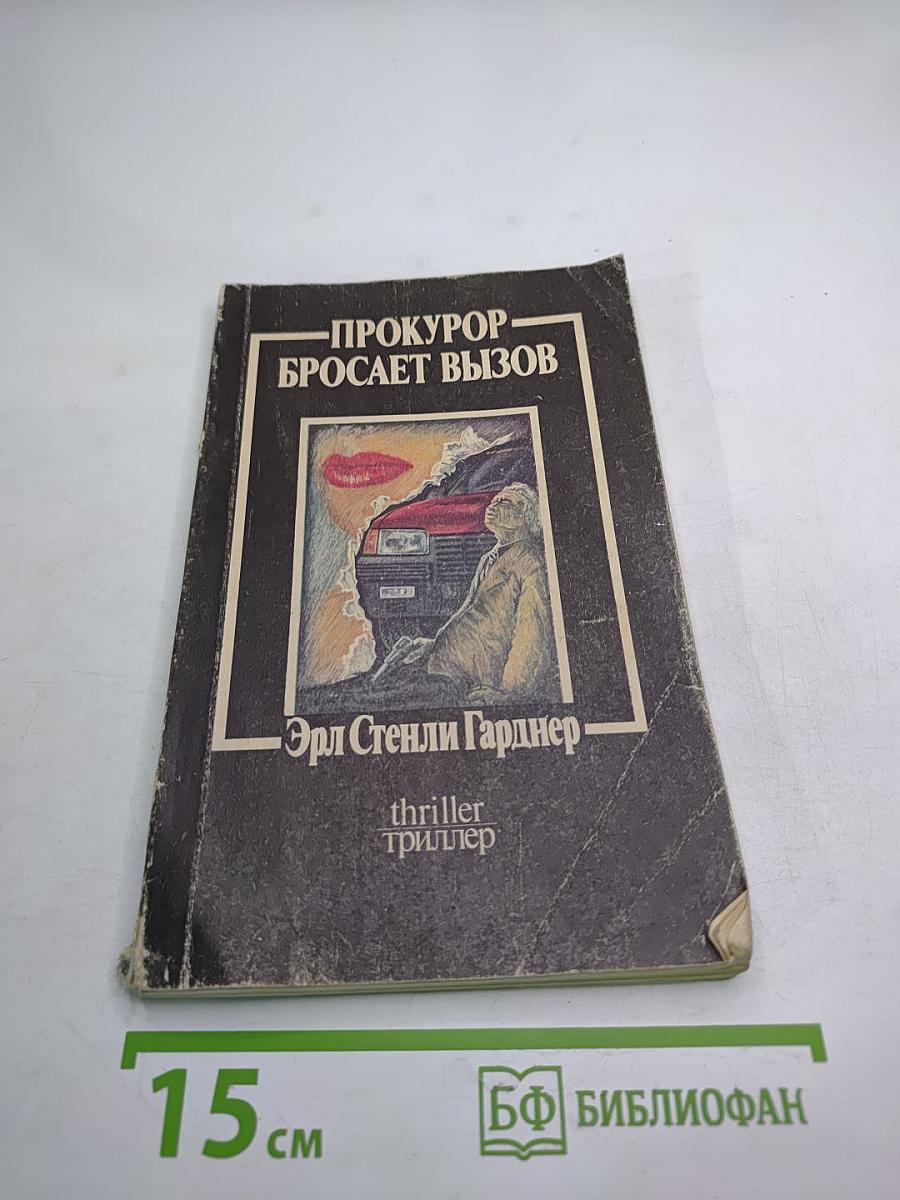 ПРОКУРОР
БРОСАЕТ ВЫЗОВ
Эрл Стенли Гарднер
thriller
триллер
15 см
БФ БИБЛИОФАН